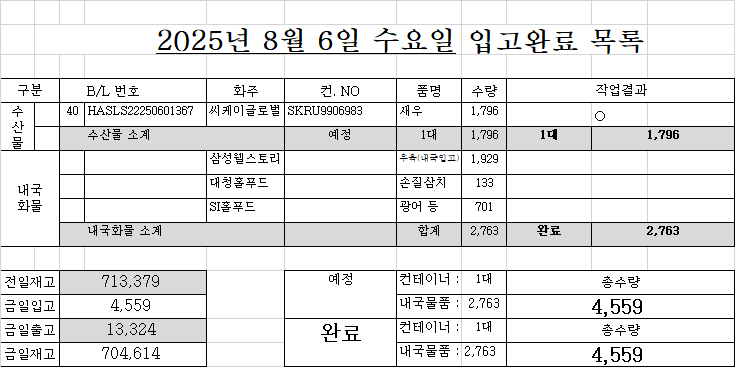 2025년 8월 6일 수요일 입고완료 목록
구분 B/L 번호 화주 컨. NO 품명 수량 작업결과
수산물 40 HASLS22250601367 씨케이글로벌 SKRU9906983 새우 1,796 ○
수산물 소계 예정 1대 1,796 1대 1,796
내국화물 삼성웰스토리 우육(내국입고) 1,929
대청홀푸드 손질삼치 133
SI홀푸드 광어 등 701
내국화물 소계 합계 2,763 완료 2,763
전일재고 713,379 예정 컨테이너 : 1대 총수량
금일입고 4,559 내국물품 : 2,763 4,559
금일출고 13,324 완료 컨테이너 : 1대 총수량
금일재고 704,614 내국물품 : 2,763 4,559